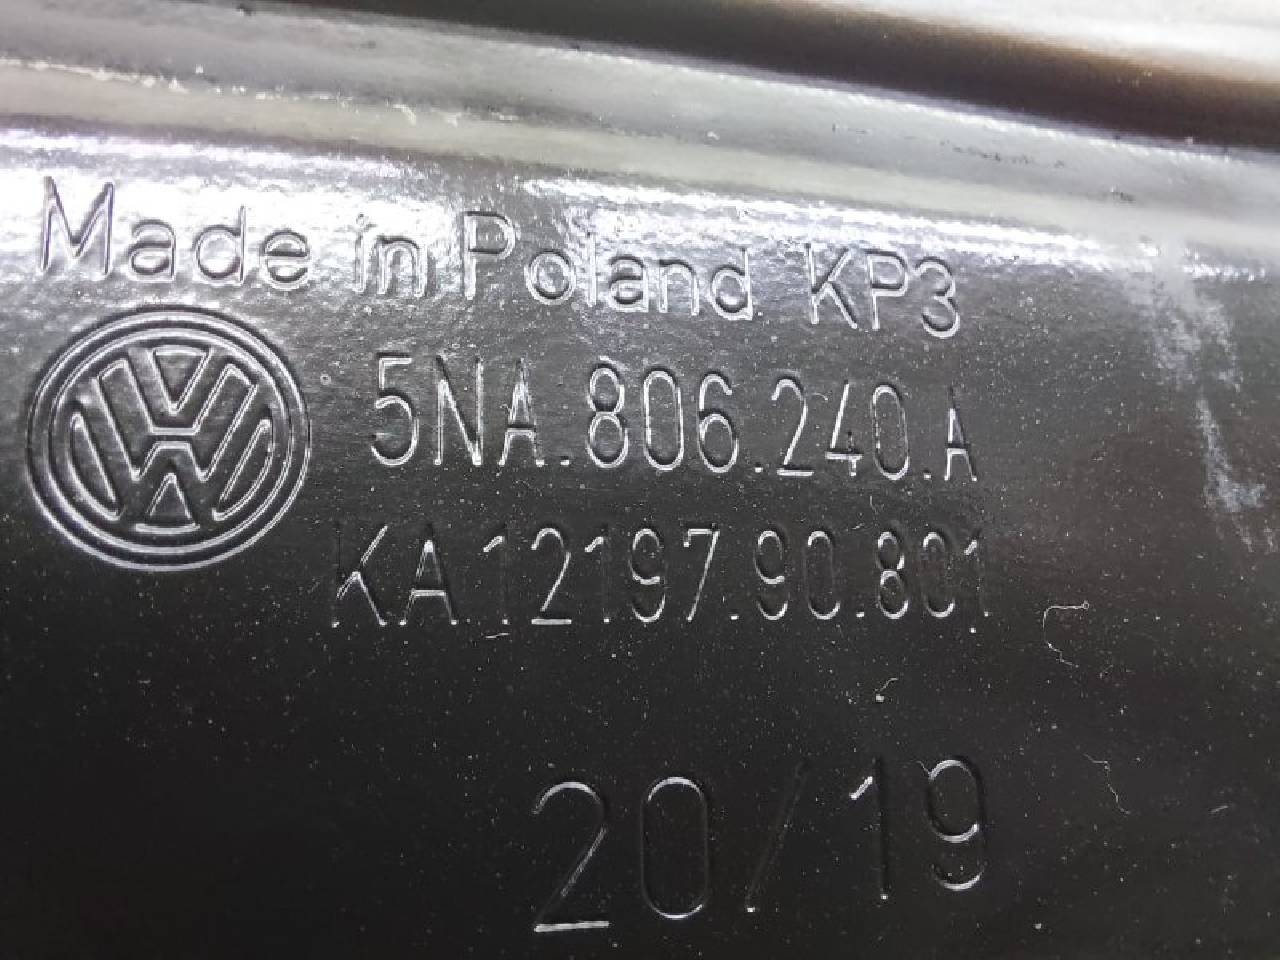 Made in Poland KP3
5NA.806.240.A
KA.12197.90.801
20/19